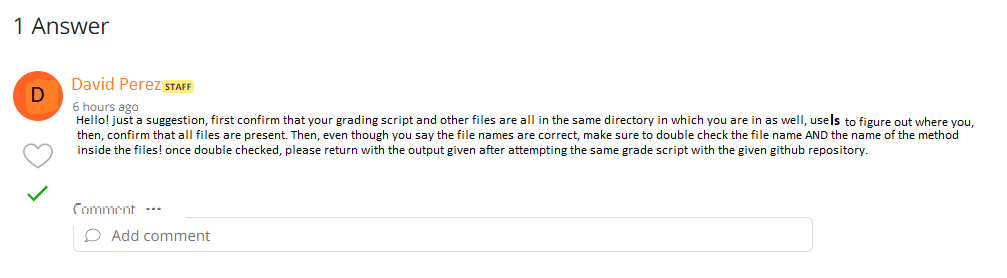 1 Answer
D
David Perez STAFF
6 hours ago
Hello! just a suggestion, first confirm that your grading script and other files are all in the same directory in which you are in as well, use ls to figure out where you,
then, confirm that all files are present. Then, even though you say the file names are correct, make sure to double check the file name AND the name of the method
inside the files! once double checked, please return with the output given after attempting the same grade script with the given github repository.
Comment ···
Add comment